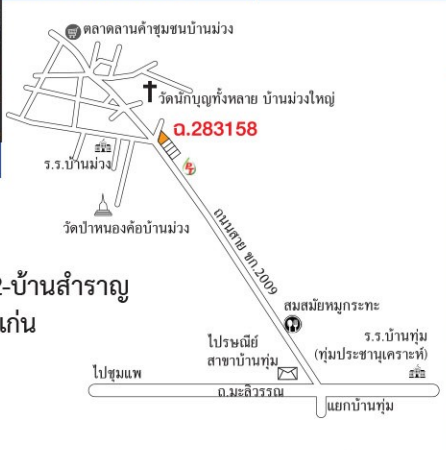 ตลาดลานค้าชุมชนบ้านม่วง
วัดนักบุญทั้งหลาย บ้านม่วงใหญ่
ฉ.283158
ร.ร.บ้านม่วง
วัดป่าหนองค้อบ้านม่วง
ถนนสาย ขก.2009
2-บ้านสำราญ
แก่น
สมสมัยหมูกระทะ
ร.ร.บ้านทุ่ม
(ทุ่มประชานุเคราะห์)
ไปรษณีย์
สาขาบ้านทุ่ม
ไปชุมแพ
ถ.มะลิวรรณ
แยกบ้านทุ่ม